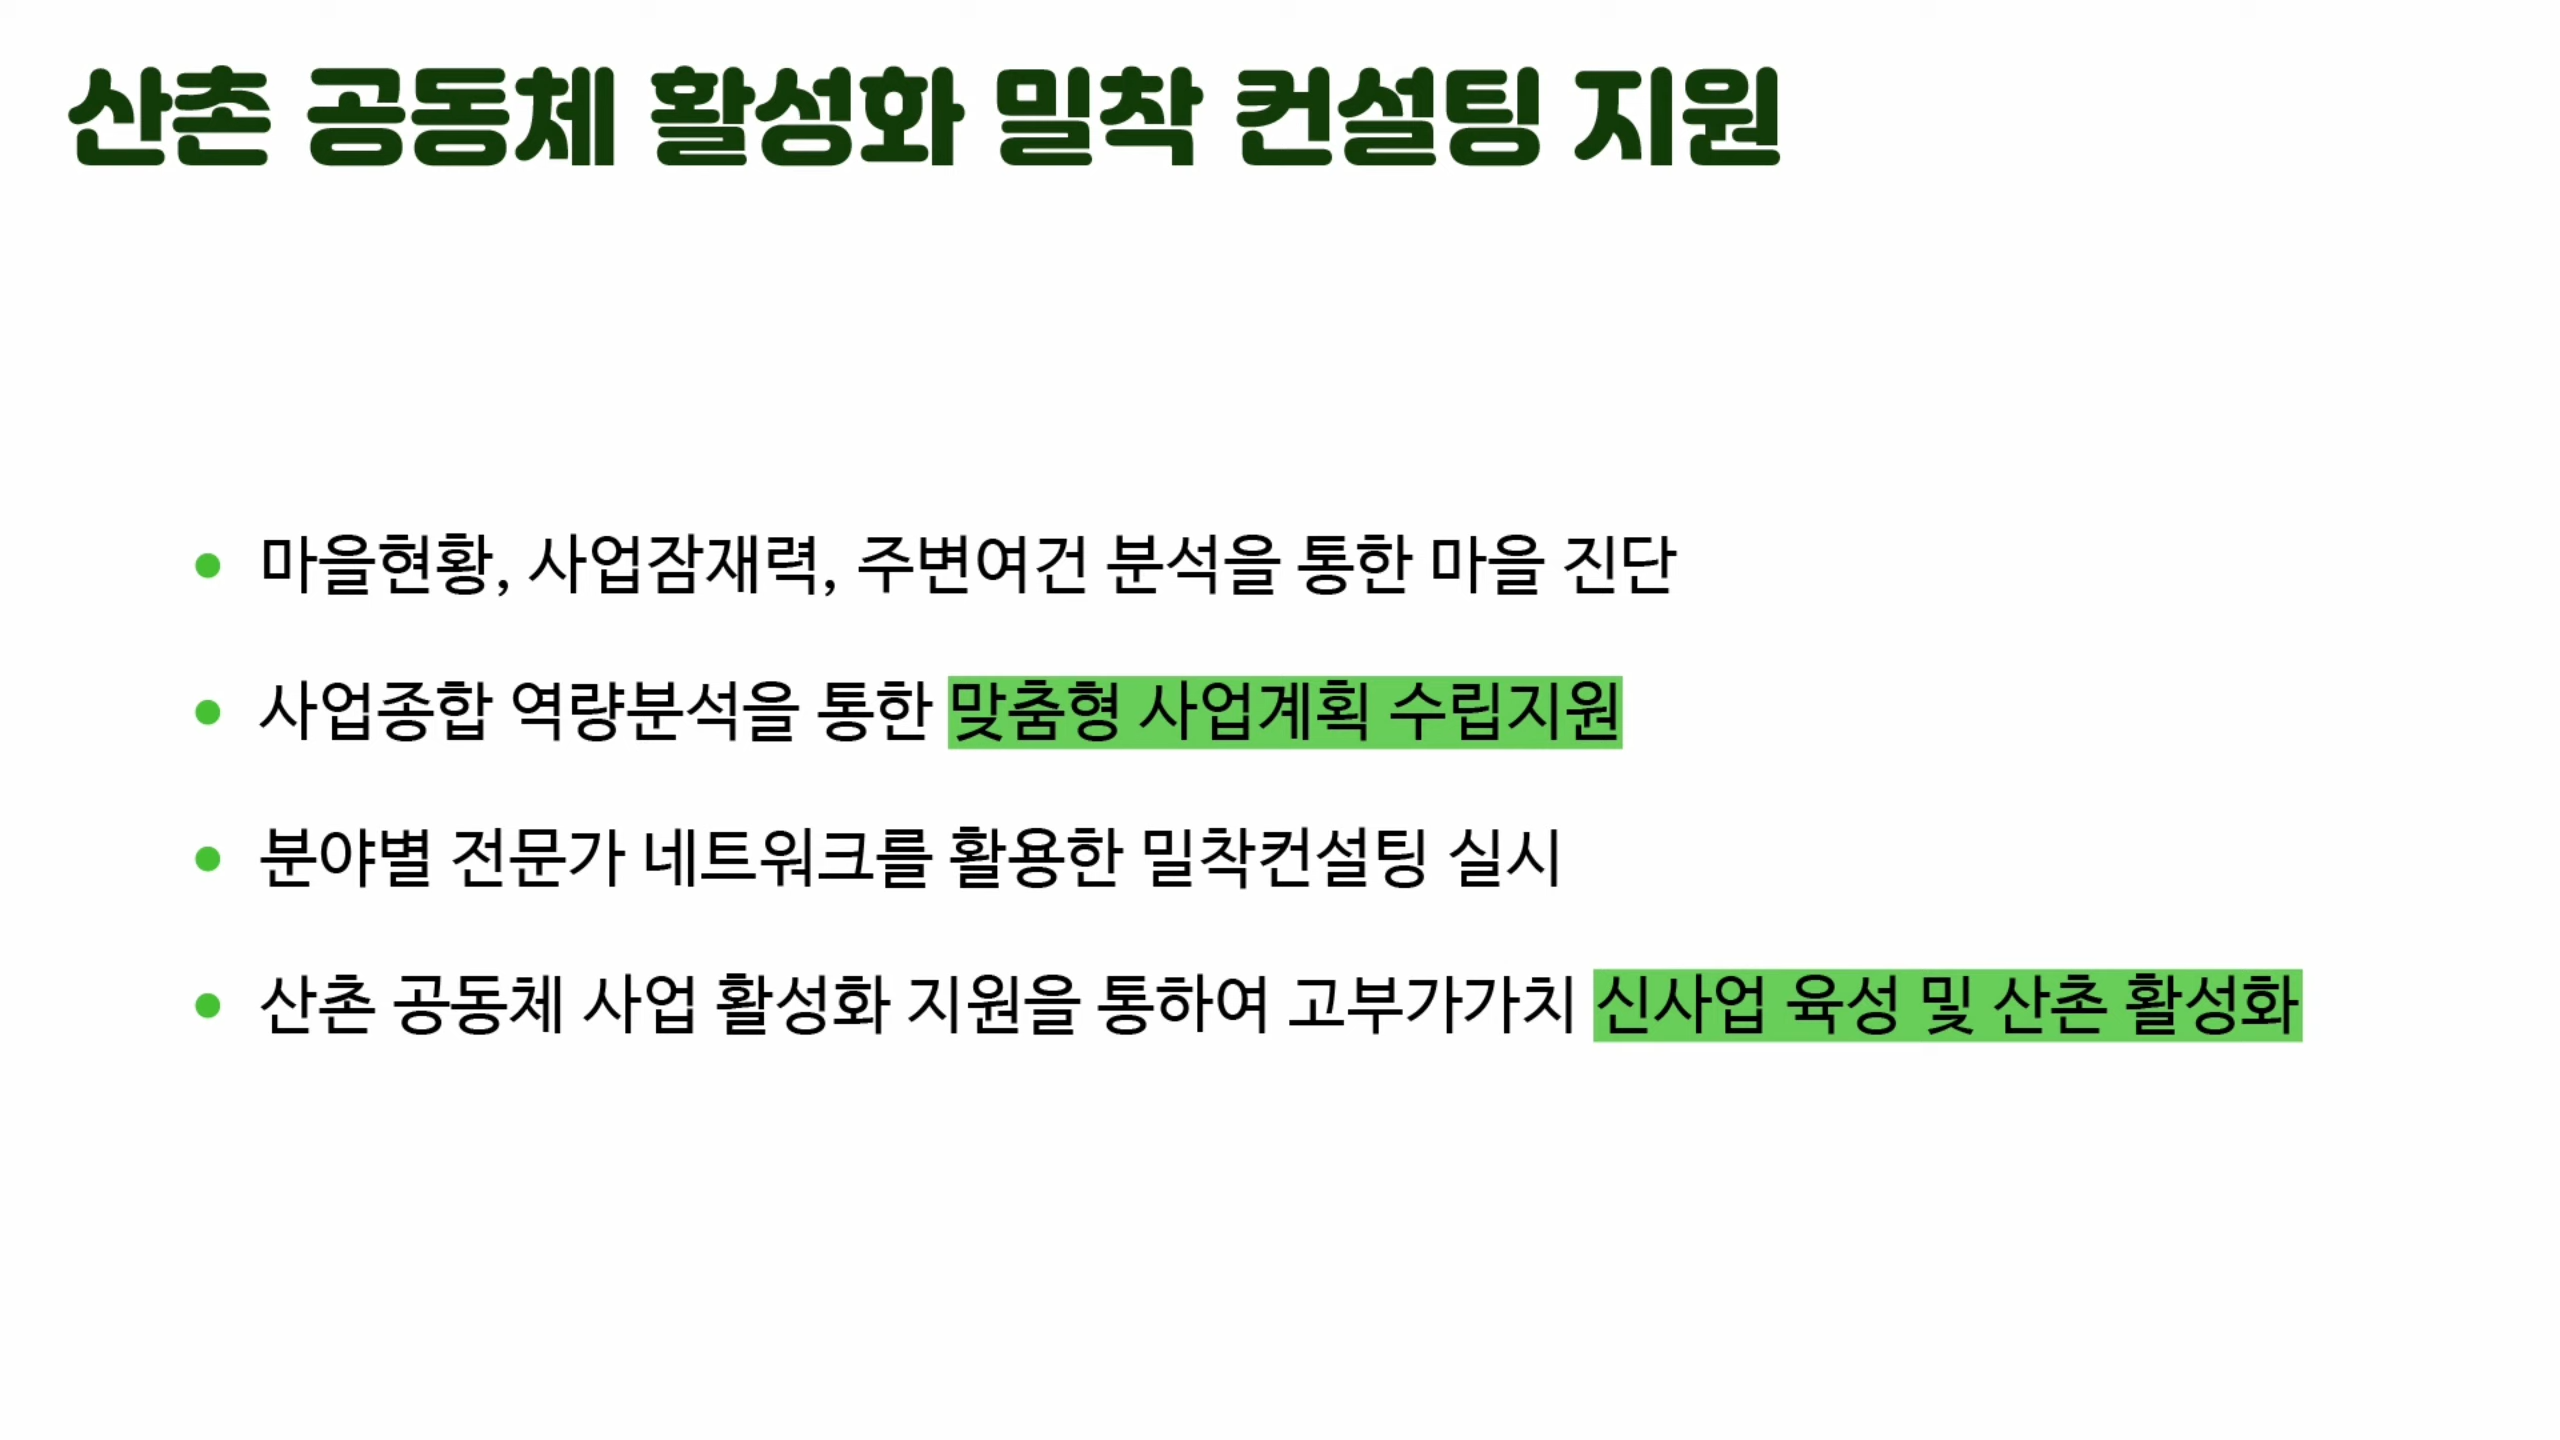 산촌 공동체 활성화 밀착 컨설팅 지원
• 마을현황, 사업잠재력, 주변여건 분석을 통한 마을 진단
• 사업종합 역량분석을 통한 맞춤형 사업계획 수립지원
• 분야별 전문가 네트워크를 활용한 밀착컨설팅 실시
• 산촌 공동체 사업 활성화 지원을 통하여 고부가가치 신사업 육성 및 산촌 활성화